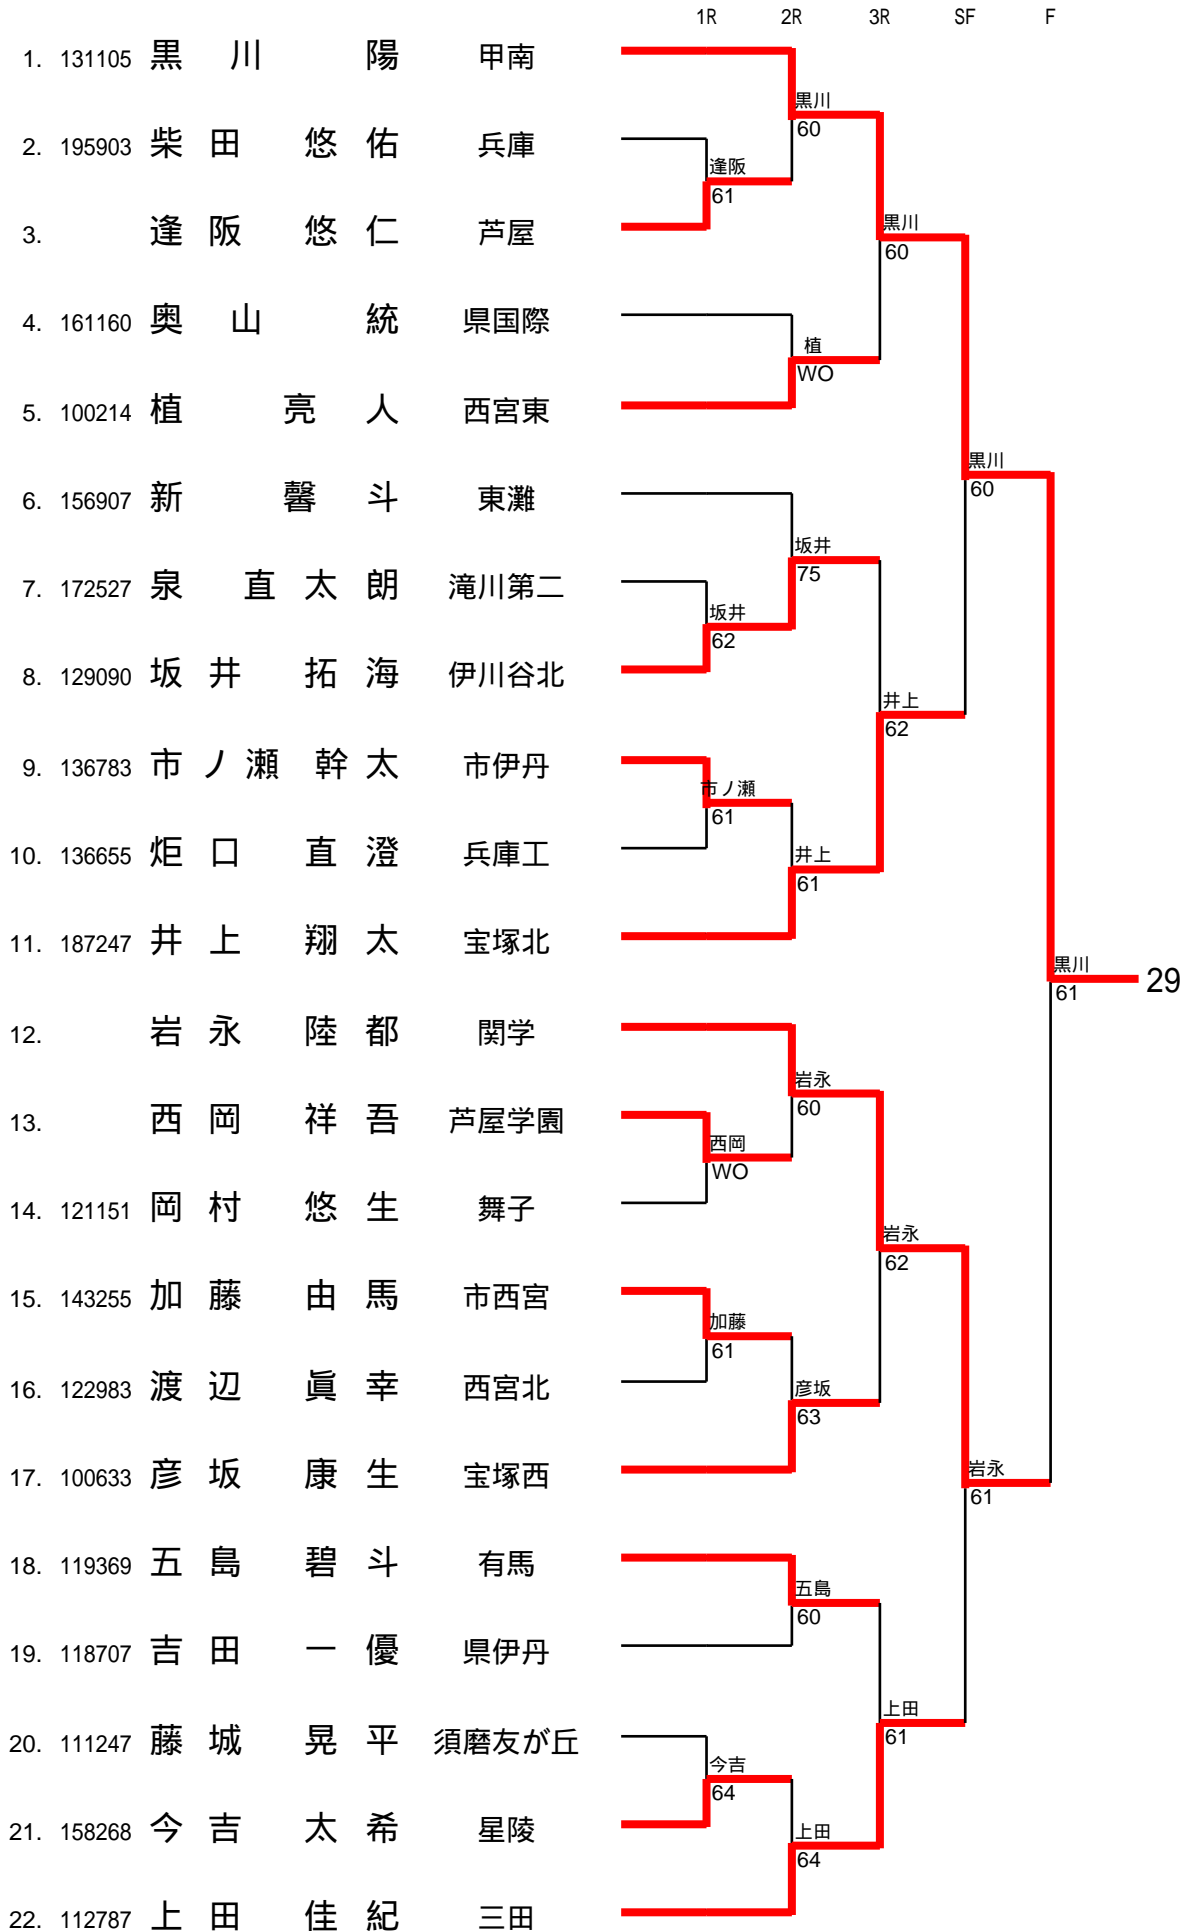 1R 2R 3R SF F
1. 131105 黒川 陽 甲南
黒川
60
2. 195903 柴田 悠佑 兵庫
逢阪
61
3. 逢阪 悠仁 芦屋
黒川
60
4. 161160 奥山 統 県国際
植
WO
5. 100214 植 亮人 西宮東
黒川
60
6. 156907 新 馨斗 東灘
坂井
75
7. 172527 泉 直太朗 滝川第二
坂井
62
8. 129090 坂井 拓海 伊川谷北
井上
62
9. 136783 市ノ瀬 幹太 市伊丹
市ノ瀬
61
10. 136655 炬口 直澄 兵庫工
井上
61
11. 187247 井上 翔太 宝塚北
黒川
61
29
12. 岩永 陸都 関学
岩永
60
13. 西岡 祥吾 芦屋学園
西岡
WO
14. 121151 岡村 悠生 舞子
岩永
62
15. 143255 加藤 由馬 市西宮
加藤
61
16. 122983 渡辺 眞幸 西宮北
彦坂
63
17. 100633 彦坂 康生 宝塚西
岩永
61
18. 119369 五島 碧斗 有馬
五島
60
19. 118707 吉田 一優 県伊丹
上田
61
20. 111247 藤城 晃平 須磨友が丘
今吉
64
21. 158268 今吉 太希 星陵
上田
64
22. 112787 上田 佳紀 三田